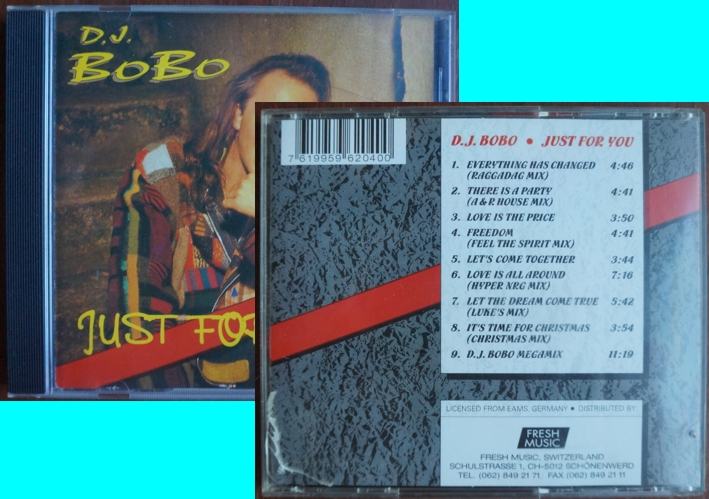 D.J.
BoBo
JUST FOR
7 619959 620400
D.J. BOBO • JUST FOR YOU
1. EVERYTHING HAS CHANGED 4:46
(RAGGADAG MIX)
2. THERE IS A PARTY 4:41
(A & R HOUSE MIX)
3. LOVE IS THE PRICE 3:50
4. FREEDOM 4:41
(FEEL THE SPIRIT MIX)
5. LET'S COME TOGETHER 3:44
6. LOVE IS ALL AROUND 7:16
(HYPER NRG MIX)
7. LET THE DREAM COME TRUE 5:42
(LUKE'S MIX)
8. IT'S TIME FOR CHRISTMAS 3:54
(CHRISTMAS MIX)
9. D.J. BOBO MEGAMIX 11:19
LICENSED FROM EAMS, GERMANY • DISTRIBUTED BY:
FRESH
MUSIC
FRESH MUSIC, SWITZERLAND
SCHULSTRASSE 1, CH-5012 SCHÖNENWERD
TEL. (062) 849 21 71 FAX (062) 849 21 11